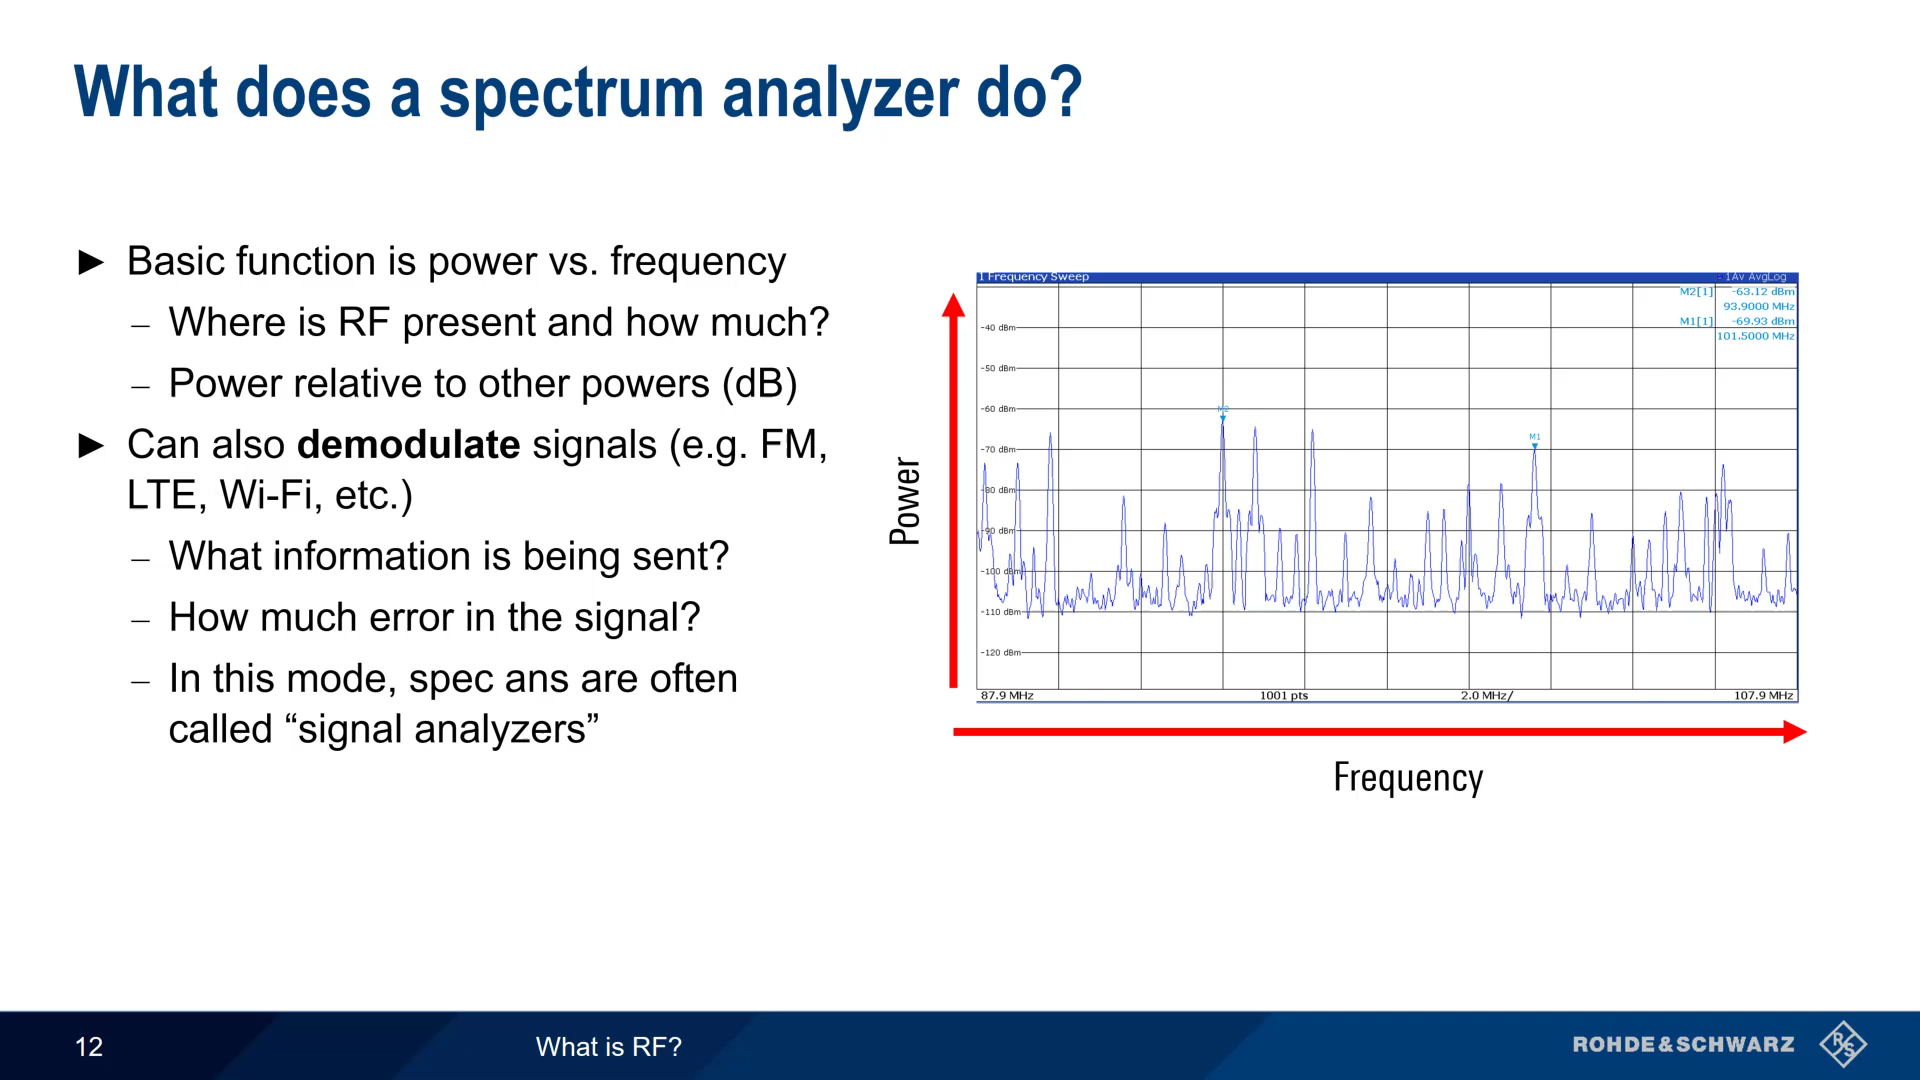 What does a spectrum analyzer do?
► Basic function is power vs. frequency
– Where is RF present and how much?
– Power relative to other powers (dB)
► Can also demodulate signals (e.g. FM,
LTE, Wi-Fi, etc.)
– What information is being sent?
– How much error in the signal?
– In this mode, spec ans are often
called “signal analyzers”
1 Frequency Sweep
1Av AvgLog
M2[1] -63.12 dBm
93.9000 MHz
M1[1] -69.93 dBm
101.5000 MHz
-40 dBm
-50 dBm
-60 dBm
-70 dBm
-80 dBm
-90 dBm
-100 dBm
-110 dBm
-120 dBm
M2
M1
87.9 MHz 1001 pts 2.0 MHz/ 107.9 MHz
Power
Frequency
12 What is RF? ROHDE&SCHWARZ
R&S